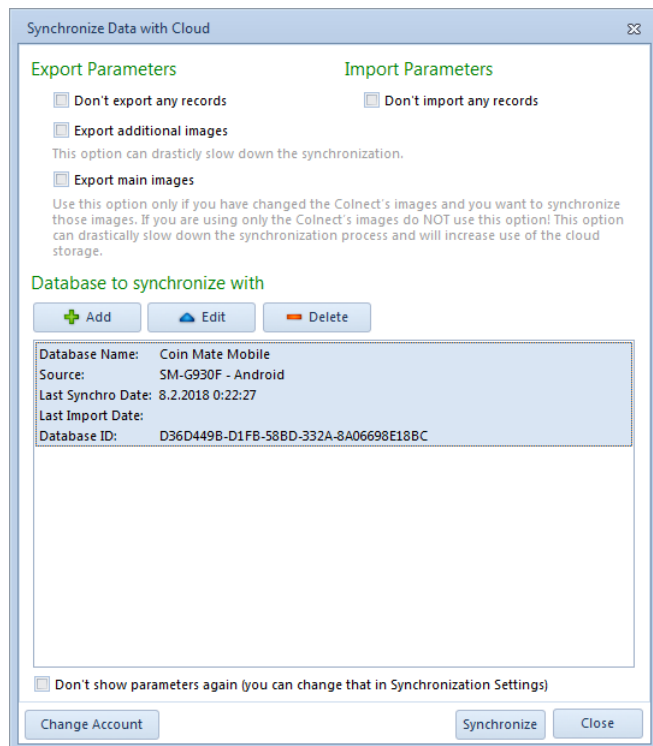 Synchronize Data with Cloud
Export Parameters
Import Parameters
Don't export any records
Don't import any records
Export additional images
This option can drasticly slow down the synchronization.
Export main images
Use this option only if you have changed the Colnect's images and you want to synchronize
those images. If you are using only the Colnect's images do NOT use this option! This option
can drastically slow down the synchronization process and will increase use of the cloud
storage.
Database to synchronize with
Add
Edit
Delete
Database Name: Coin Mate Mobile
Source: SM-G930F - Android
Last Synchro Date: 8.2.2018 0:22:27
Last Import Date:
Database ID: D36D449B-D1FB-58BD-332A-8A06698E18BC
Don't show parameters again (you can change that in Synchronization Settings)
Change Account
Synchronize
Close